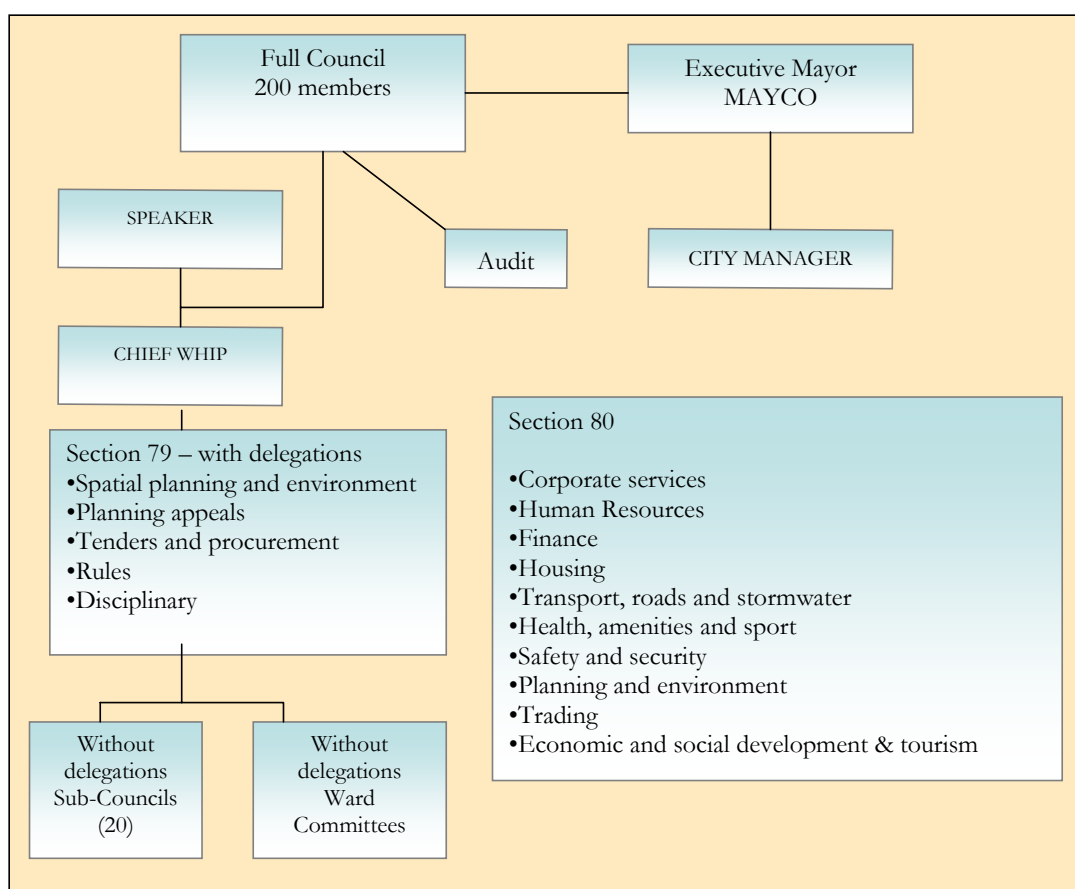 Full Council
200 members
Executive Mayor
MAYCO
SPEAKER
Audit
CITY MANAGER
CHIEF WHIP
Section 79 – with delegations
•Spatial planning and environment
•Planning appeals
•Tenders and procurement
•Rules
•Disciplinary
Section 80
•Corporate services
•Human Resources
•Finance
•Housing
•Transport, roads and stormwater
•Health, amenities and sport
•Safety and security
•Planning and environment
•Trading
•Economic and social development & tourism
Without
delegations
Sub-Councils
(20)
Without
delegations
Ward
Committees